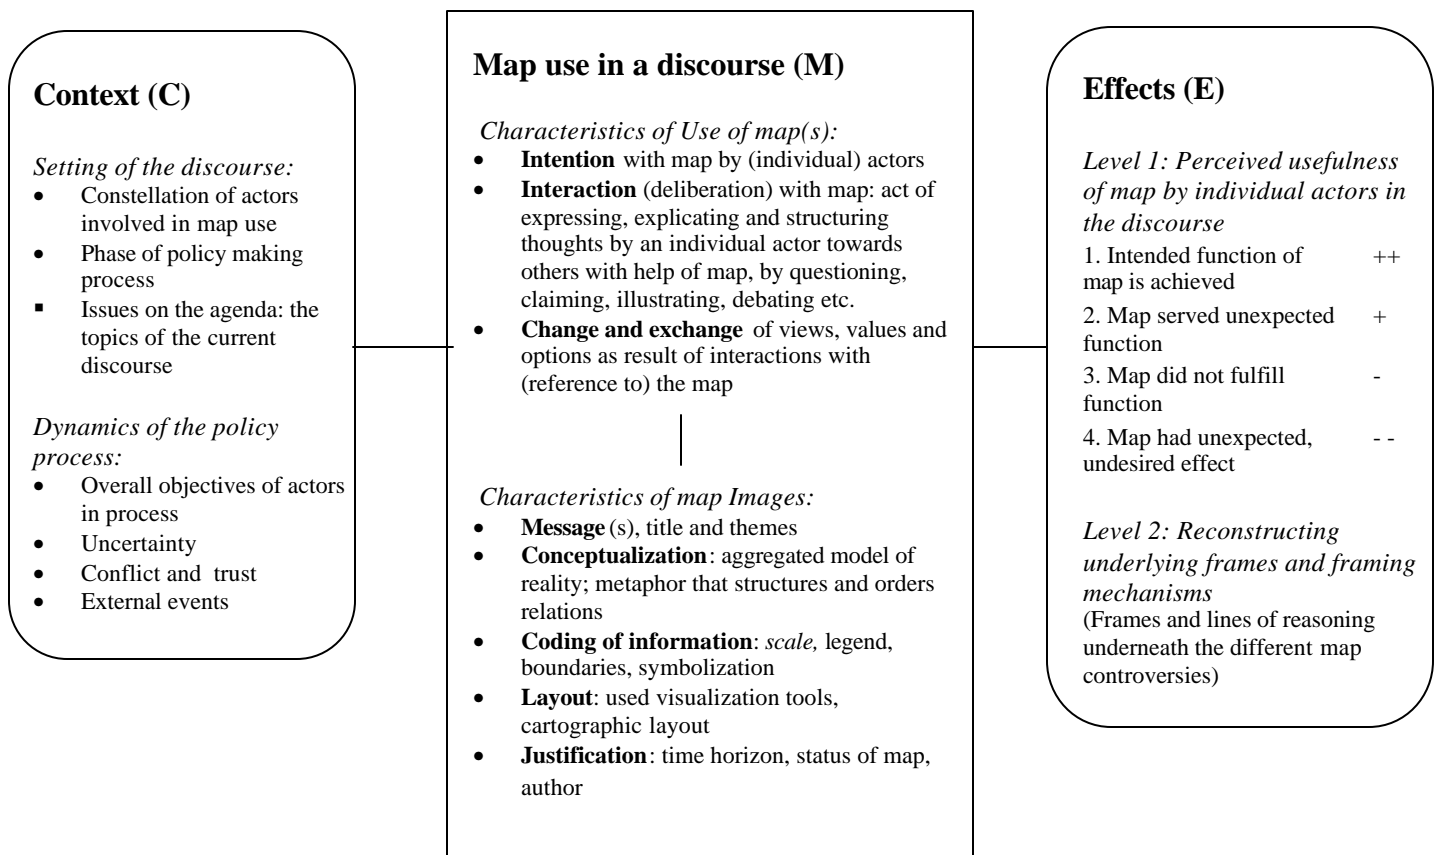 Context (C)
Setting of the discourse:
• Constellation of actors
involved in map use
• Phase of policy making
process
▪ Issues on the agenda: the
topics of the current
discourse
Dynamics of the policy
process:
• Overall objectives of actors
in process
• Uncertainty
• Conflict and trust
• External events
Map use in a discourse (M)
Characteristics of Use of map(s):
• Intention with map by (individual) actors
• Interaction (deliberation) with map: act of
expressing, explicating and structuring
thoughts by an individual actor towards
others with help of map, by questioning,
claiming, illustrating, debating etc.
• Change and exchange of views, values and
options as result of interactions with
(reference to) the map
Characteristics of map Images:
• Message (s), title and themes
• Conceptualization: aggregated model of
reality; metaphor that structures and orders
relations
• Coding of information: scale, legend,
boundaries, symbolization
• Layout: used visualization tools,
cartographic layout
• Justification: time horizon, status of map,
author
Effects (E)
Level 1: Perceived usefulness
of map by individual actors in
the discourse
1. Intended function of ++
map is achieved
2. Map served unexpected +
function
3. Map did not fulfill -
function
4. Map had unexpected, - -
undesired effect
Level 2: Reconstructing
underlying frames and framing
mechanisms
(Frames and lines of reasoning
underneath the different map
controversies)